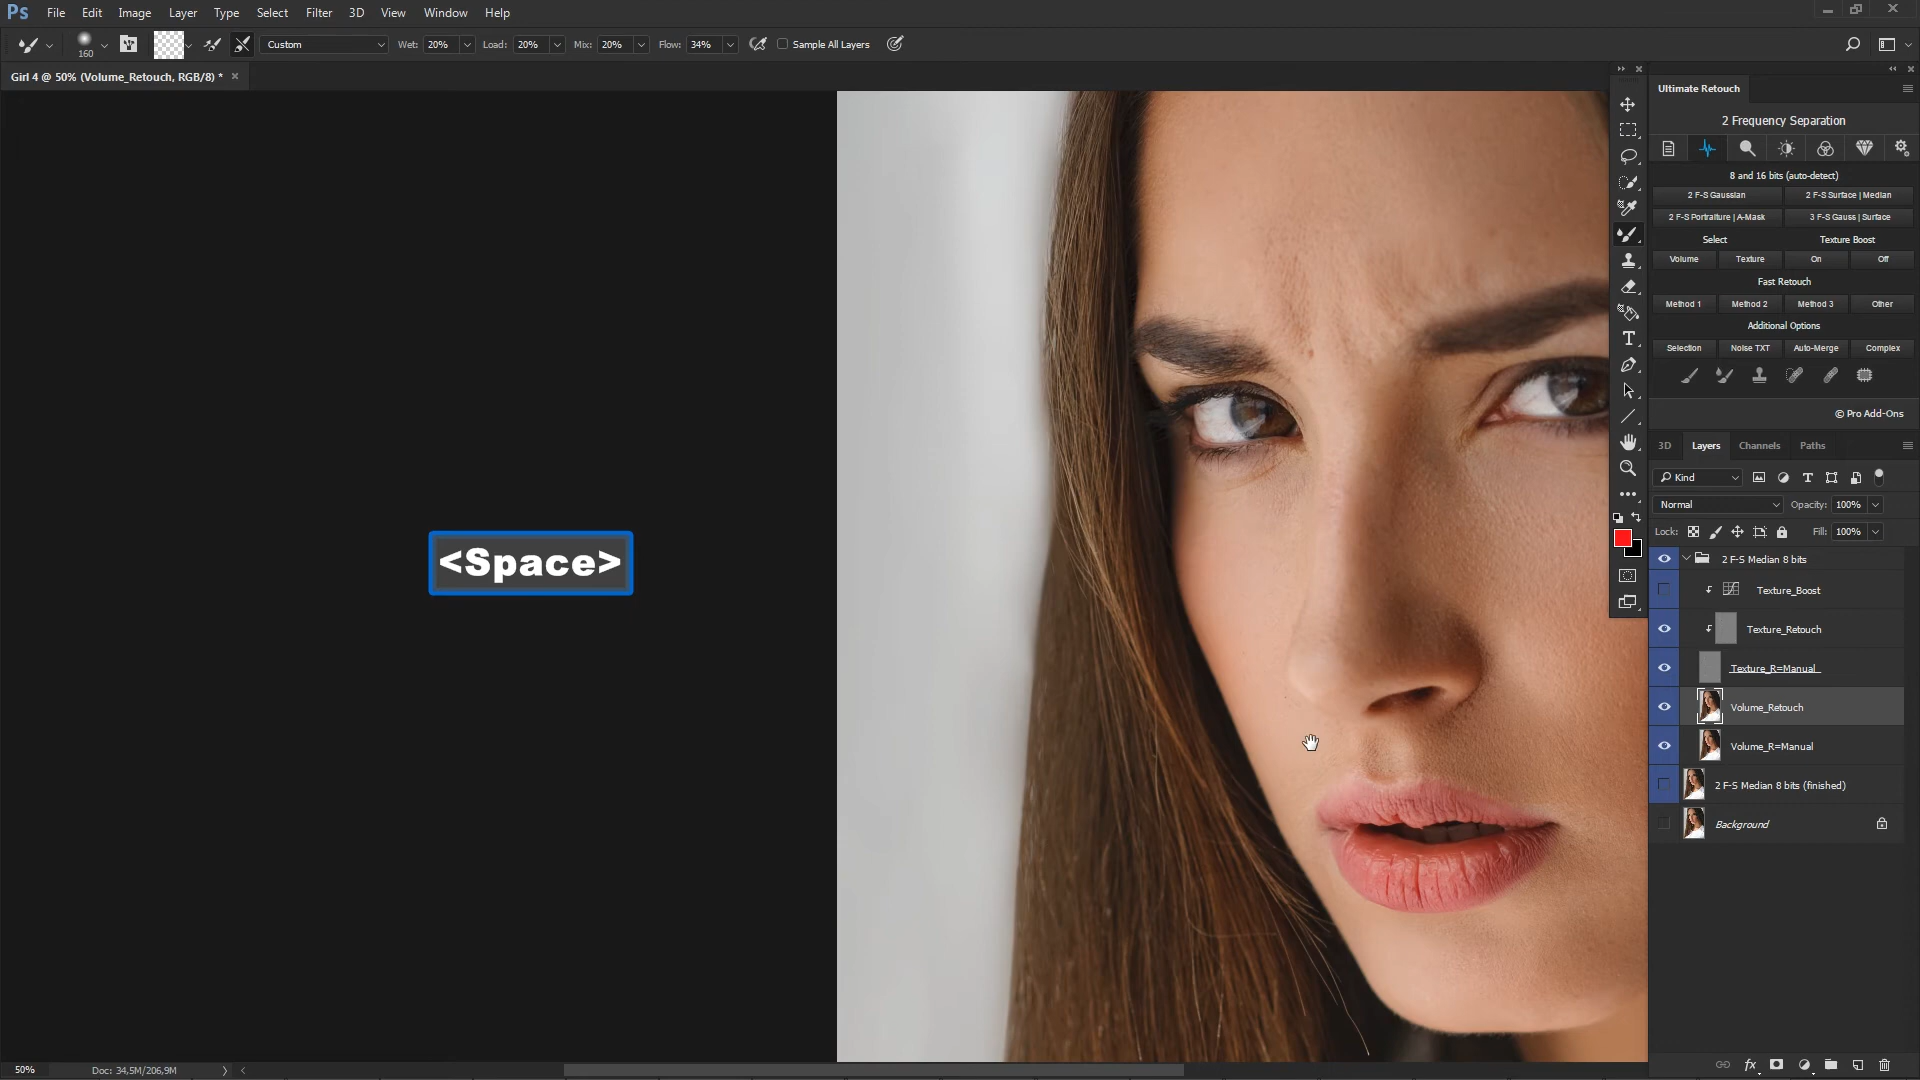 Ps File Edit Image Layer Type Select Filter 3D View Window Help
160 Custom Wet: 20% Load: 20% Mix: 20% Flow: 34% Sample All Layers
Girl 4 @ 50% (Volume_Retouch, RGB/8) *
<Space>
Ultimate Retouch
2 Frequency Separation
8 and 16 bits (auto-detect)
2 F-S Gaussian 2 F-S Surface | Median
2 F-S Portraiture | A-Mask 3 F-S Gauss | Surface
Select Texture Boost
Volume Texture On Off
Fast Retouch
Method 1 Method 2 Method 3 Other
Additional Options
Selection Noise TXT Auto-Merge Complex
© Pro Add-Ons
3D Layers Channels Paths
Kind
Normal Opacity: 100%
Lock: Fill: 100%
2 F-S Median 8 bits
Texture_Boost
Texture_Retouch
Texture_R=Manual
Volume_Retouch
Volume_R=Manual
2 F-S Median 8 bits (finished)
Background
50% Doc: 34,5M/206,9M